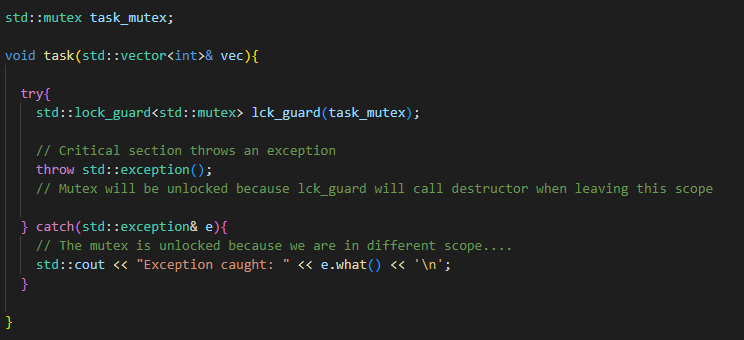 std::mutex task_mutex;
void task(std::vector<int>& vec){
try{
std::lock_guard<std::mutex> lck_guard(task_mutex);
// Critical section throws an exception
throw std::exception();
// Mutex will be unlocked because lck_guard will call destructor when leaving this scope
} catch(std::exception& e){
// The mutex is unlocked because we are in different scope....
std::cout << "Exception caught: " << e.what() << '\n';
}
}